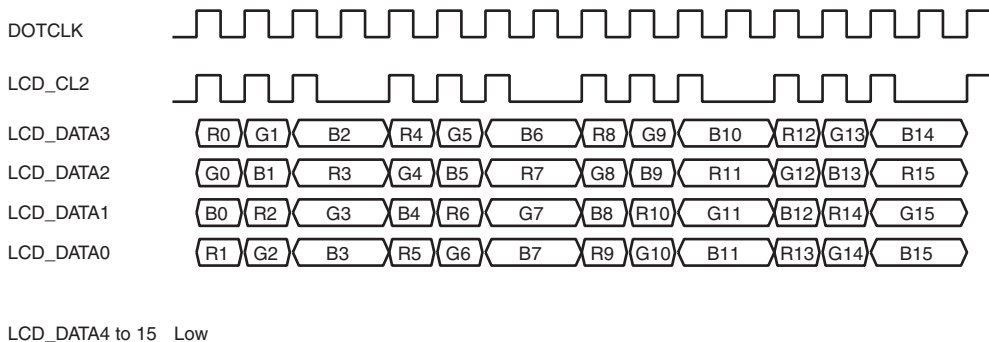 DOTCLK
LCD_CL2
LCD_DATA3 R0 G1 B2 R4 G5 B6 R8 G9 B10 R12 G13 B14
LCD_DATA2 G0 B1 R3 G4 B5 R7 G8 B9 R11 G12 B13 R15
LCD_DATA1 B0 R2 G3 B4 R6 G7 B8 R10 G11 B12 R14 G15
LCD_DATA0 R1 G2 B3 R5 G6 B7 R9 G10 B11 R13 G14 B15
LCD_DATA4 to 15 Low